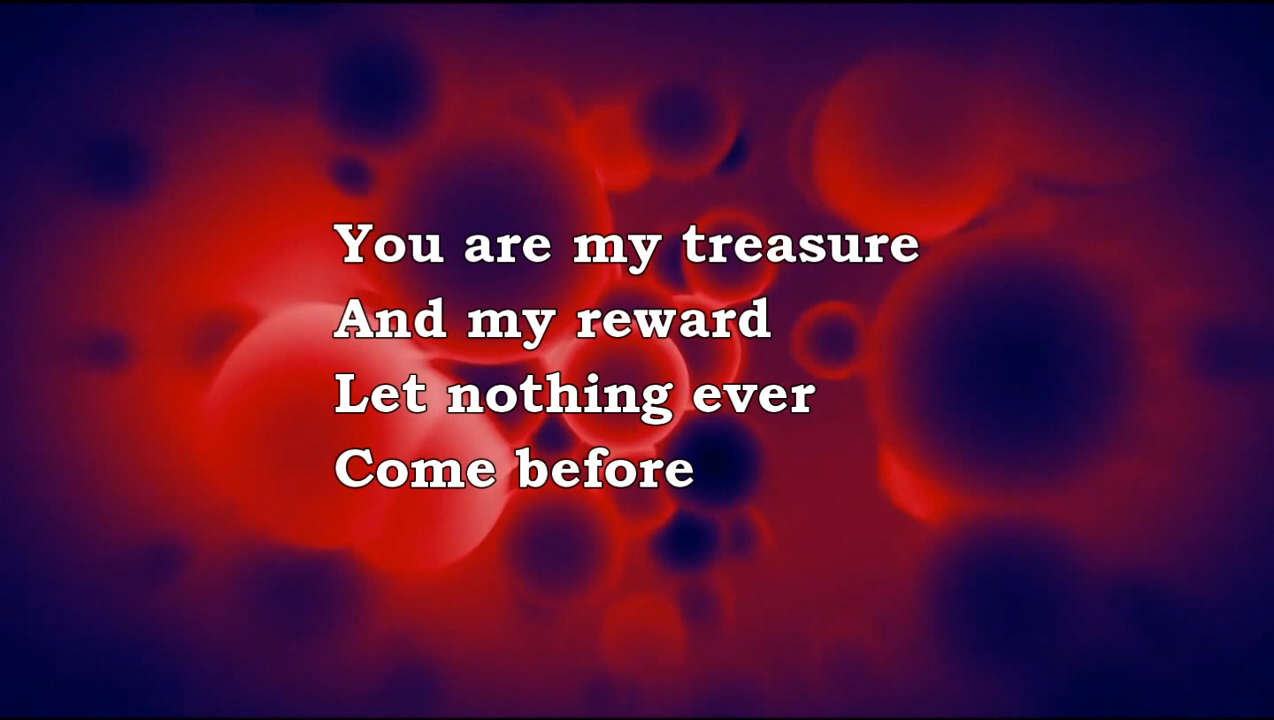 You are my treasure
And my reward
Let nothing ever
Come before